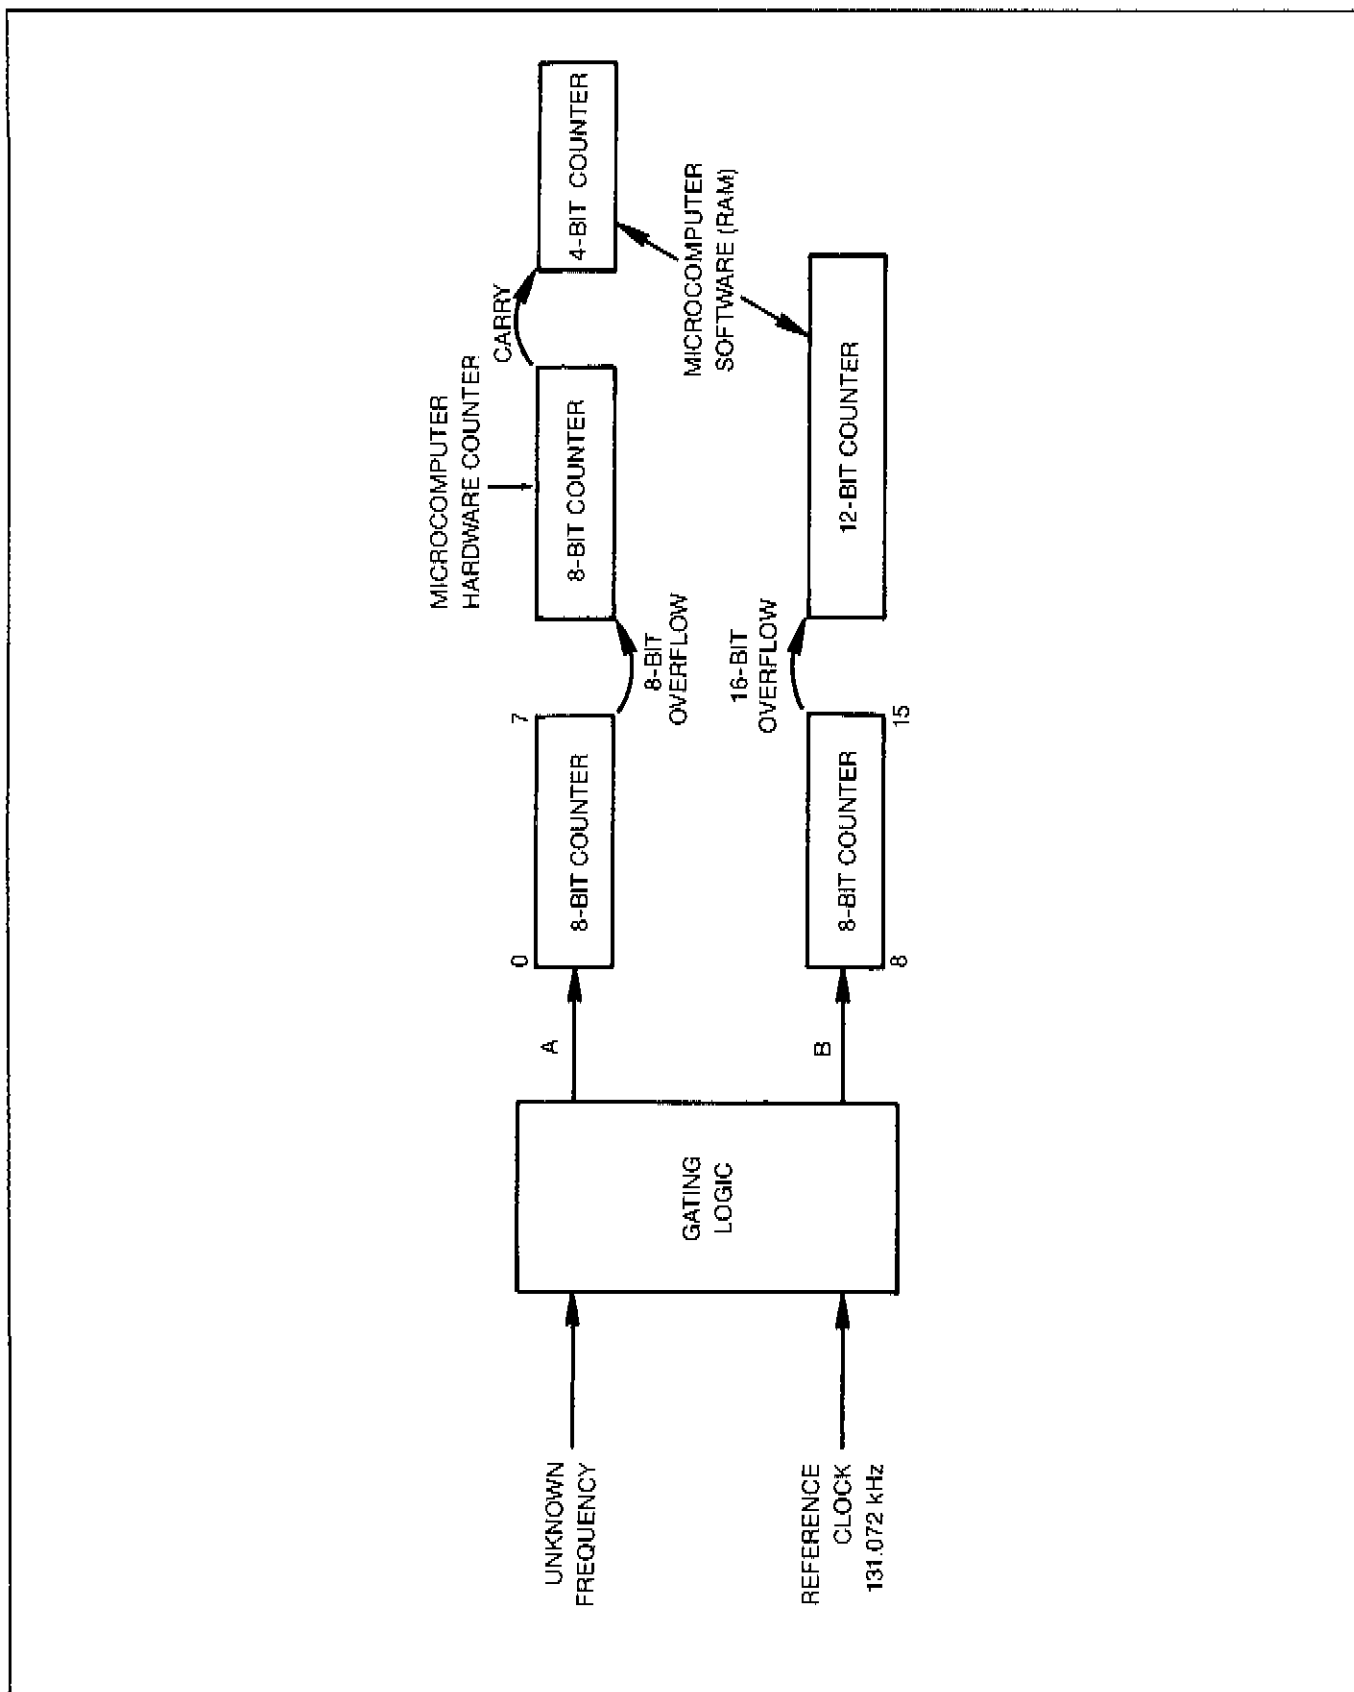 UNKNOWN
FREQUENCY
REFERENCE
CLOCK
131.072 kHz
GATING
LOGIC
A
B
0
7
8-BIT COUNTER
8-BIT
OVERFLOW
MICROCOMPUTER
HARDWARE COUNTER
8-BIT COUNTER
CARRY
4-BIT COUNTER
MICROCOMPUTER
SOFTWARE (RAM)
8-BIT COUNTER
8
15
16-BIT
OVERFLOW
12-BIT COUNTER